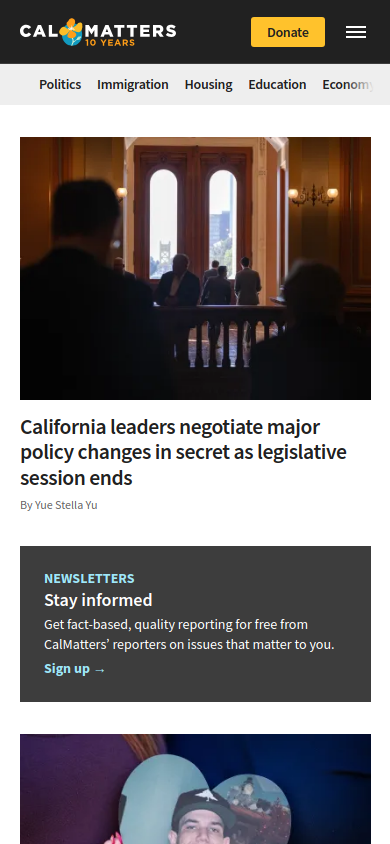 CALMATTERS
10 YEARS
Donate
Politics Immigration Housing Education Economy
California leaders negotiate major
policy changes in secret as legislative
session ends
By Yue Stella Yu
NEWSLETTERS
Stay informed
Get fact-based, quality reporting for free from
CalMatters’ reporters on issues that matter to you.
Sign up →